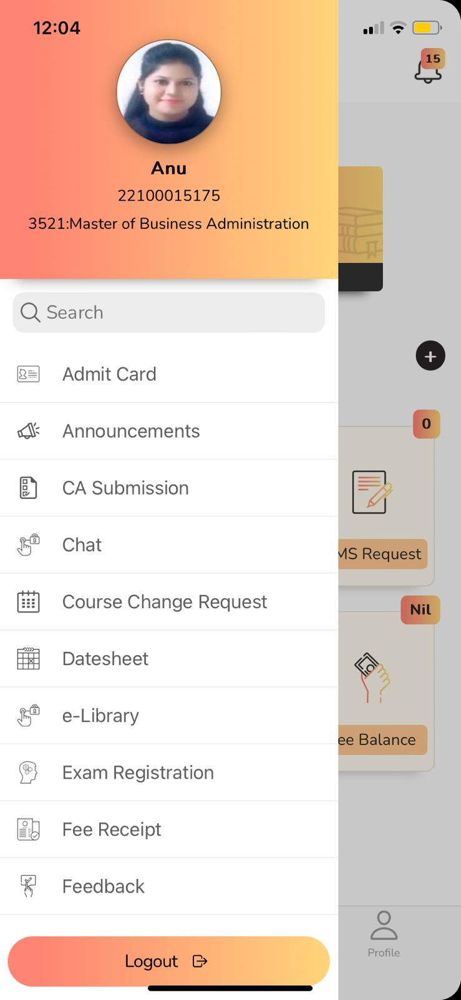 12:04
15
Anu
22100015175
3521:Master of Business Administration
Search
Admit Card
Announcements
0
CA Submission
Chat
MS Request
Course Change Request
Nil
Datesheet
e-Library
ee Balance
Exam Registration
Fee Receipt
Feedback
Logout
Profile